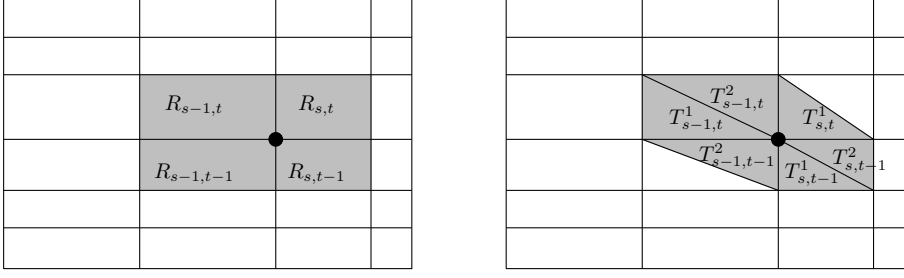 R_{s-1,t}
R_{s,t}
R_{s-1,t-1}
R_{s,t-1}
T^2_{s-1,t}
T^1_{s-1,t}
T^1_{s,t}
T^2_{s-1,t-1}
T^1_{s,t-1}
T^2_{s,t-1}